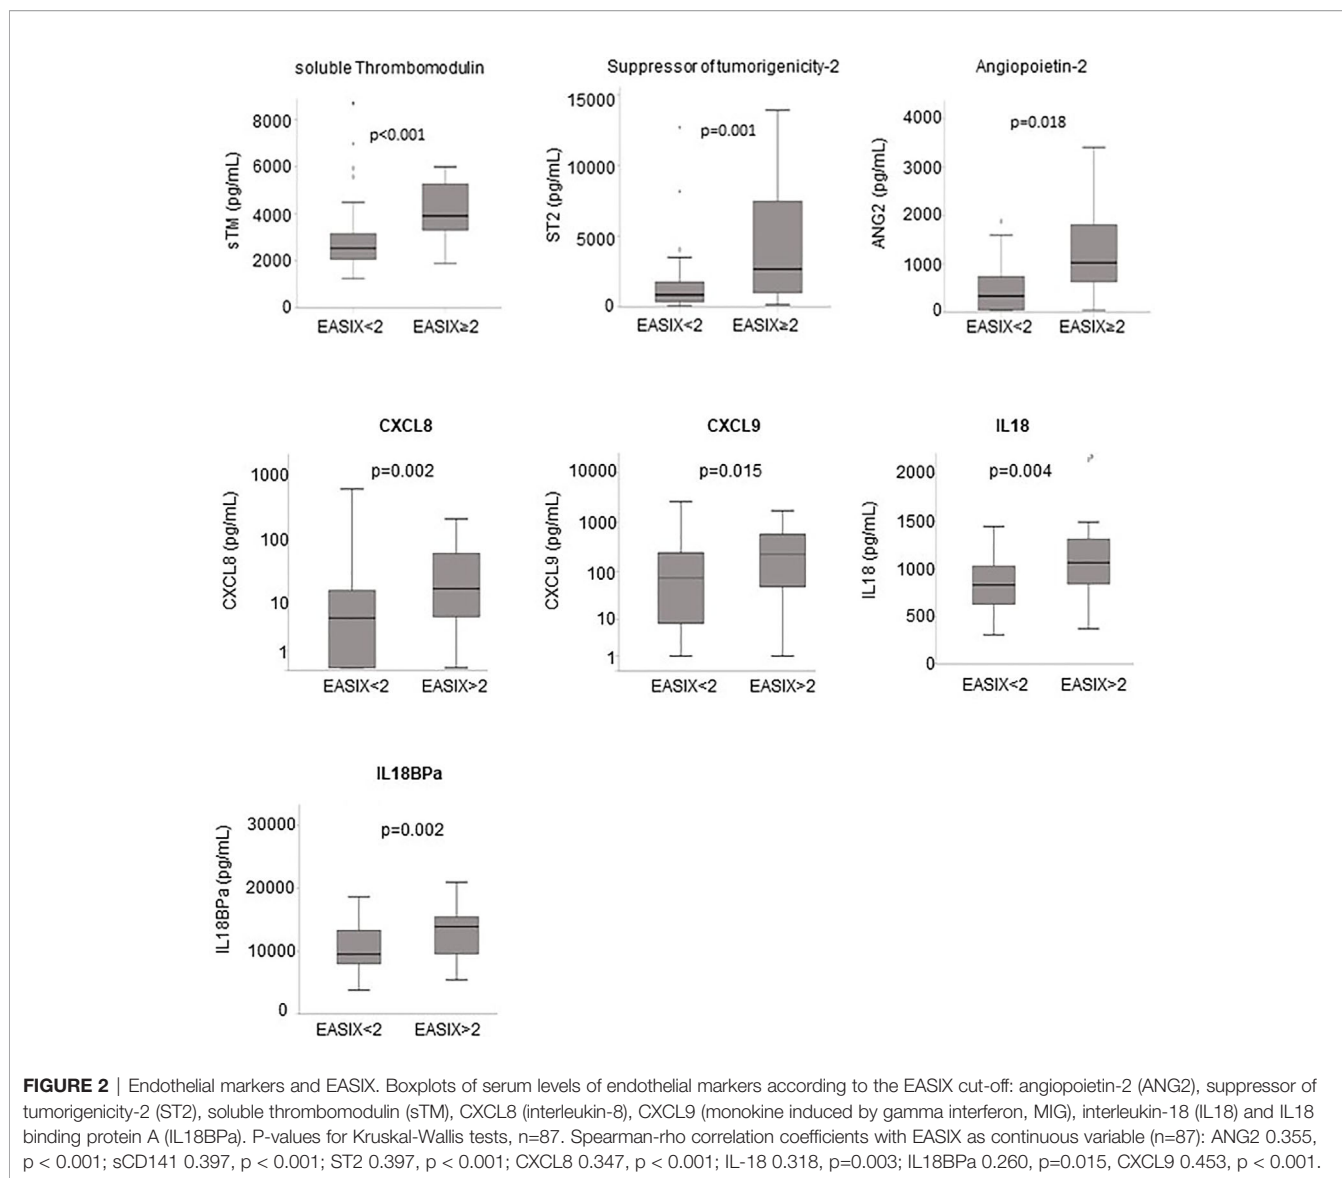 soluble Thrombomodulin
sTM (pg/mL)
8000
6000
4000
2000
0
p<0.001
EASIX<2 EASIX≥2
Suppressor of tumorigenicity-2
ST2 (pg/mL)
15000
10000
5000
0
p=0.001
EASIX<2 EASIX≥2
Angiopoietin-2
ANG2 (pg/mL)
4000
3000
2000
1000
0
p=0.018
EASIX<2 EASIX≥2
CXCL8
CXCL8 (pg/mL)
1000
100
10
1
p=0.002
EASIX<2 EASIX>2
CXCL9
CXCL9 (pg/mL)
10000
1000
100
10
1
p=0.015
EASIX<2 EASIX>2
IL18
IL18 (pg/mL)
2000
1500
1000
500
0
p=0.004
EASIX<2 EASIX>2
IL18BPa
IL18BPa (pg/mL)
30000
20000
10000
0
p=0.002
EASIX<2 EASIX>2
FIGURE 2 | Endothelial markers and EASIX. Boxplots of serum levels of endothelial markers according to the EASIX cut-off: angiopoietin-2 (ANG2), suppressor of
tumorigenicity-2 (ST2), soluble thrombomodulin (sTM), CXCL8 (interleukin-8), CXCL9 (monokine induced by gamma interferon, MIG), interleukin-18 (IL18) and IL18
binding protein A (IL18BPa). P-values for Kruskal-Wallis tests, n=87. Spearman-rho correlation coefficients with EASIX as continuous variable (n=87): ANG2 0.355,
p < 0.001; sCD141 0.397, p < 0.001; ST2 0.397, p < 0.001; CXCL8 0.347, p < 0.001; IL-18 0.318, p=0.003; IL18BPa 0.260, p=0.015, CXCL9 0.453, p < 0.001.